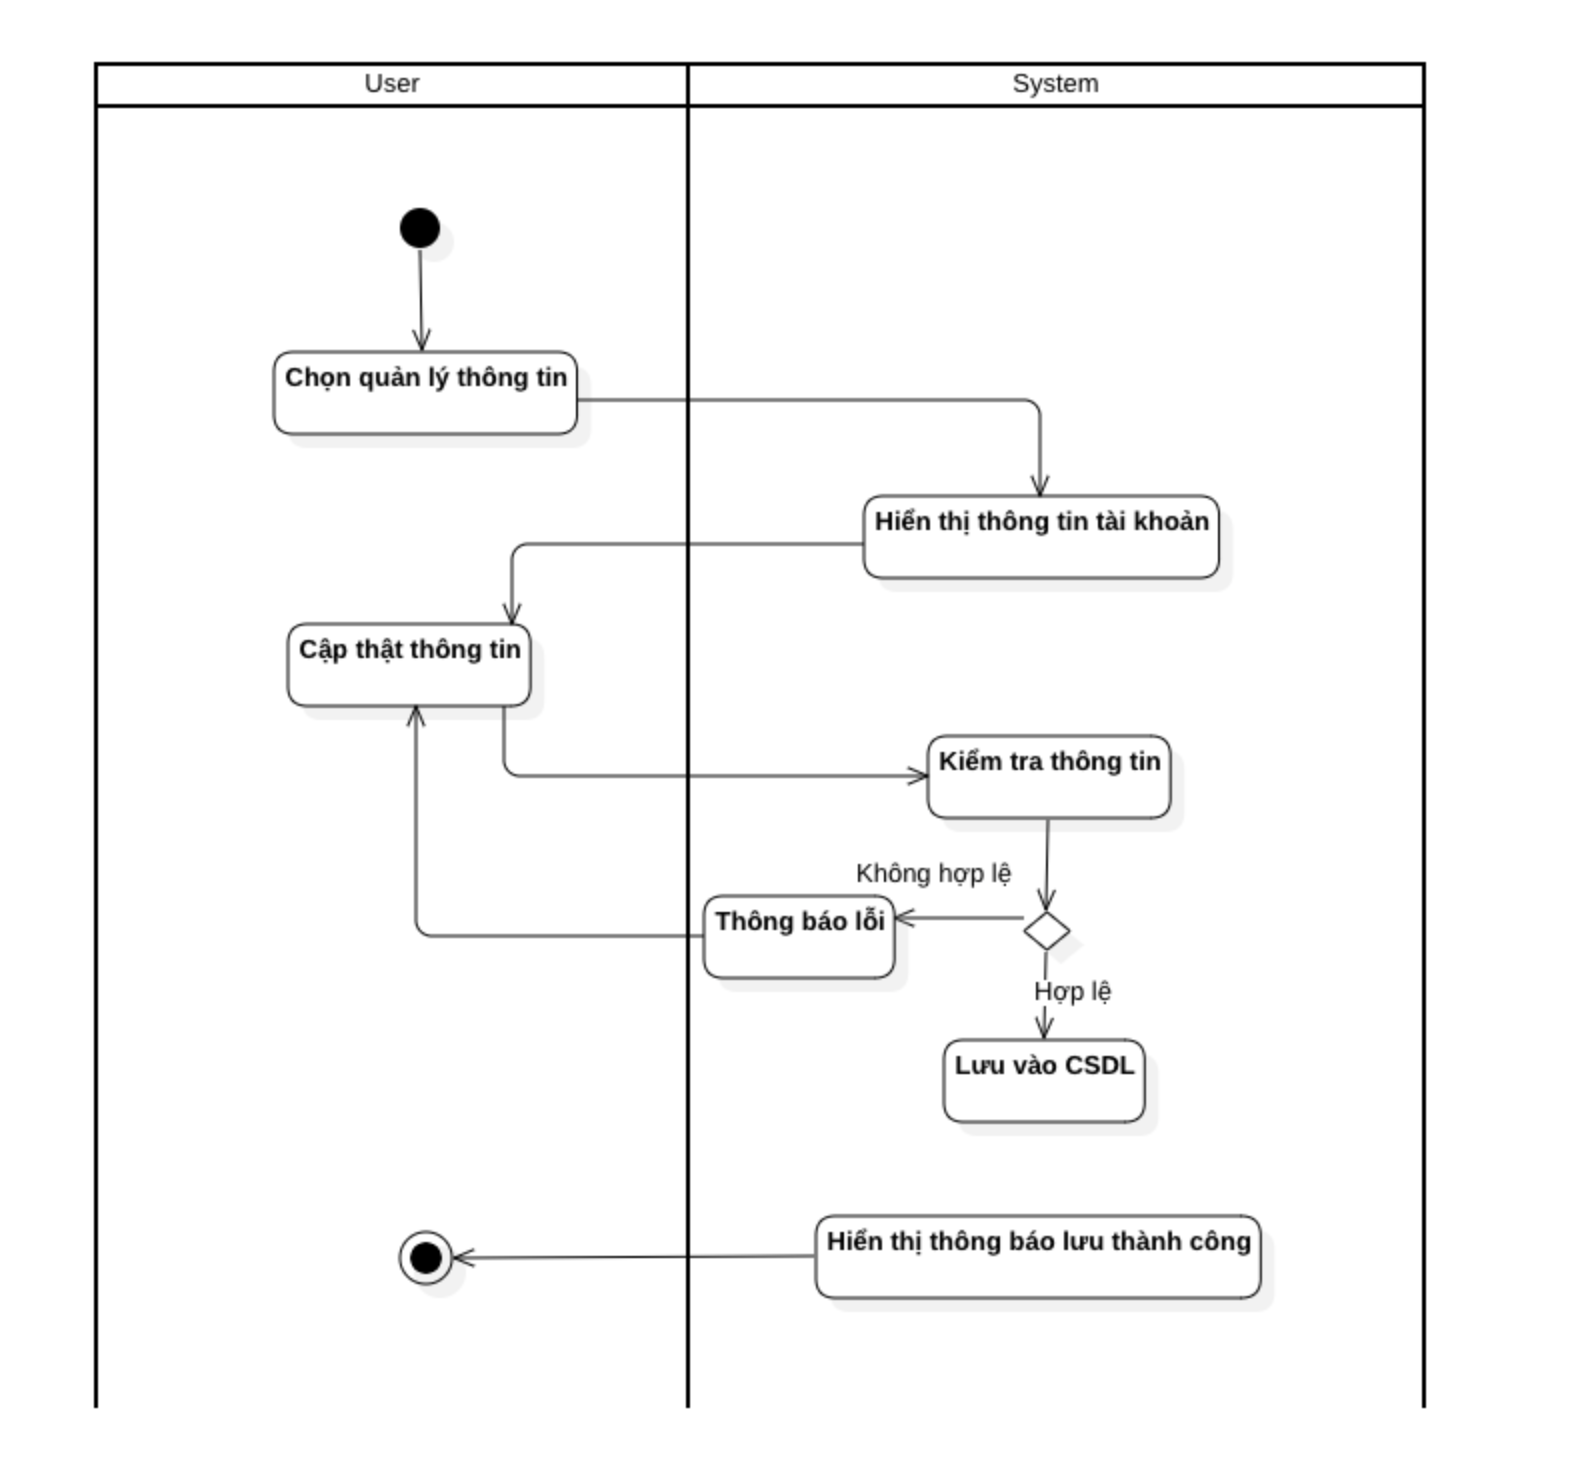 User
System
Chọn quản lý thông tin
Hiển thị thông tin tài khoản
Cập thật thông tin
Kiểm tra thông tin
Không hợp lệ
Thông báo lỗi
Hợp lệ
Lưu vào CSDL
Hiển thị thông báo lưu thành công